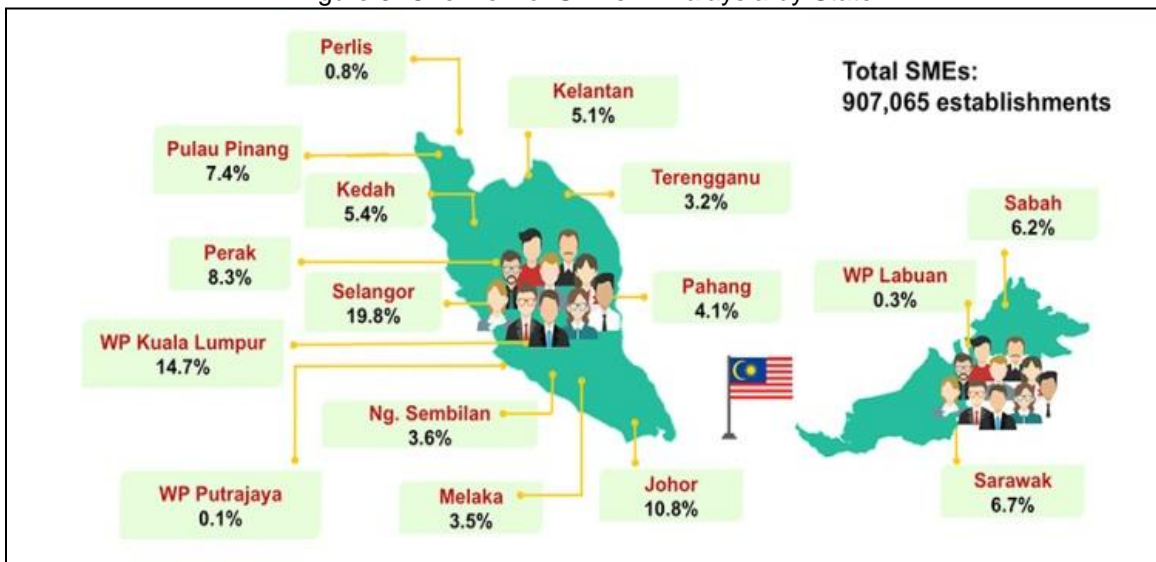 Perlis
0.8%
Kelantan
5.1%
Total SMEs:
907,065 establishments
Pulau Pinang
7.4%
Kedah
5.4%
Terengganu
3.2%
Sabah
6.2%
Perak
8.3%
Selangor
19.8%
Pahang
4.1%
WP Labuan
0.3%
WP Kuala Lumpur
14.7%
Ng. Sembilan
3.6%
WP Putrajaya
0.1%
Melaka
3.5%
Johor
10.8%
Sarawak
6.7%